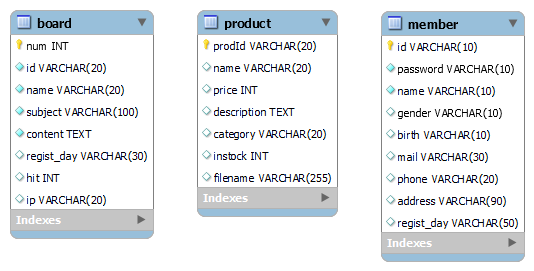 board
num INT
id VARCHAR(20)
name VARCHAR(20)
subject VARCHAR(100)
content TEXT
regist_day VARCHAR(30)
hit INT
ip VARCHAR(20)
Indexes
product
prodId VARCHAR(20)
name VARCHAR(20)
price INT
description TEXT
category VARCHAR(20)
instock INT
filename VARCHAR(255)
Indexes
member
id VARCHAR(10)
password VARCHAR(10)
name VARCHAR(10)
gender VARCHAR(10)
birth VARCHAR(10)
mail VARCHAR(30)
phone VARCHAR(20)
address VARCHAR(90)
regist_day VARCHAR(50)
Indexes